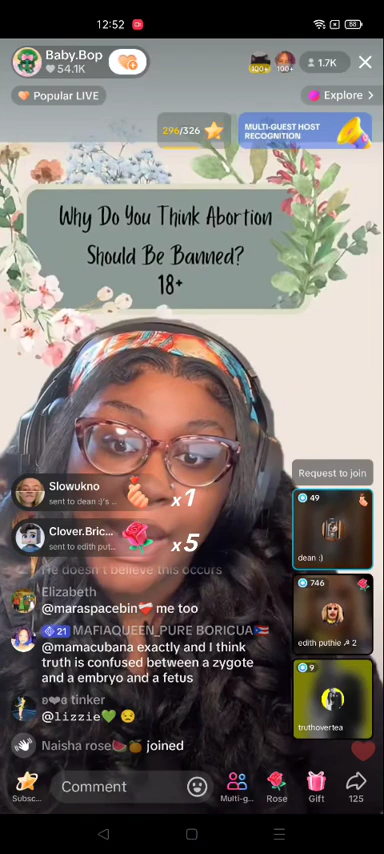 12:52
88
Baby.Bop
54.1K
100+
100+
1.7K
Popular LIVE
Explore
296/326
MULTI-GUEST HOST
RECOGNITION
Why Do You Think Abortion
Should Be Banned?
18+
Request to join
Slowukno
sent to dean :)'s ...
x1
49
dean :)
Clover.Bric...
sent to edith put...
x5
He doesn't believe this occurs
Elizabeth
@maraspacebin❤️‍🩹 me too
21 MAFIAQUEEN_PURE BORICUA🇵🇷
@mamacubana exactly and I think
truth is confused between a zygote
and a embryo and a fetus
746
edith puthie 2
ʚ❤ɞ tinker
@𝚕𝚒𝚣𝚣𝚒𝚎💚 😒
9
truthovertea
Naisha rose🍉🍊 joined
Comment
Subsc...
Multi-g...
Rose
Gift
125